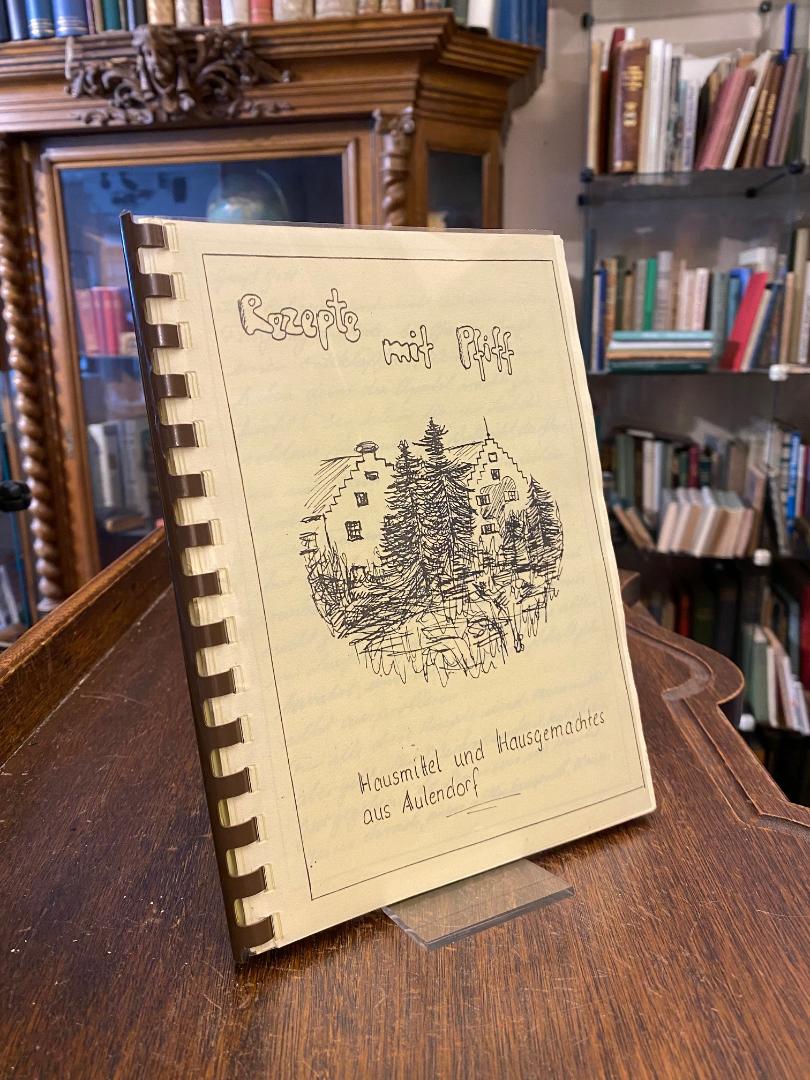 Rezepte
mit Pfiff
Hausmittel und Hausgemachtes
aus Aulendorf